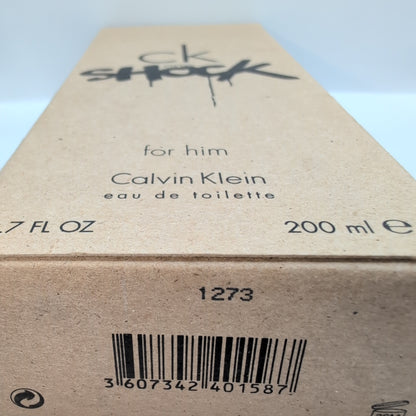 ck
SHOCK
for him
Calvin Klein
eau de toilette
.7 FL OZ 200 ml e
1273
3 607342 401587